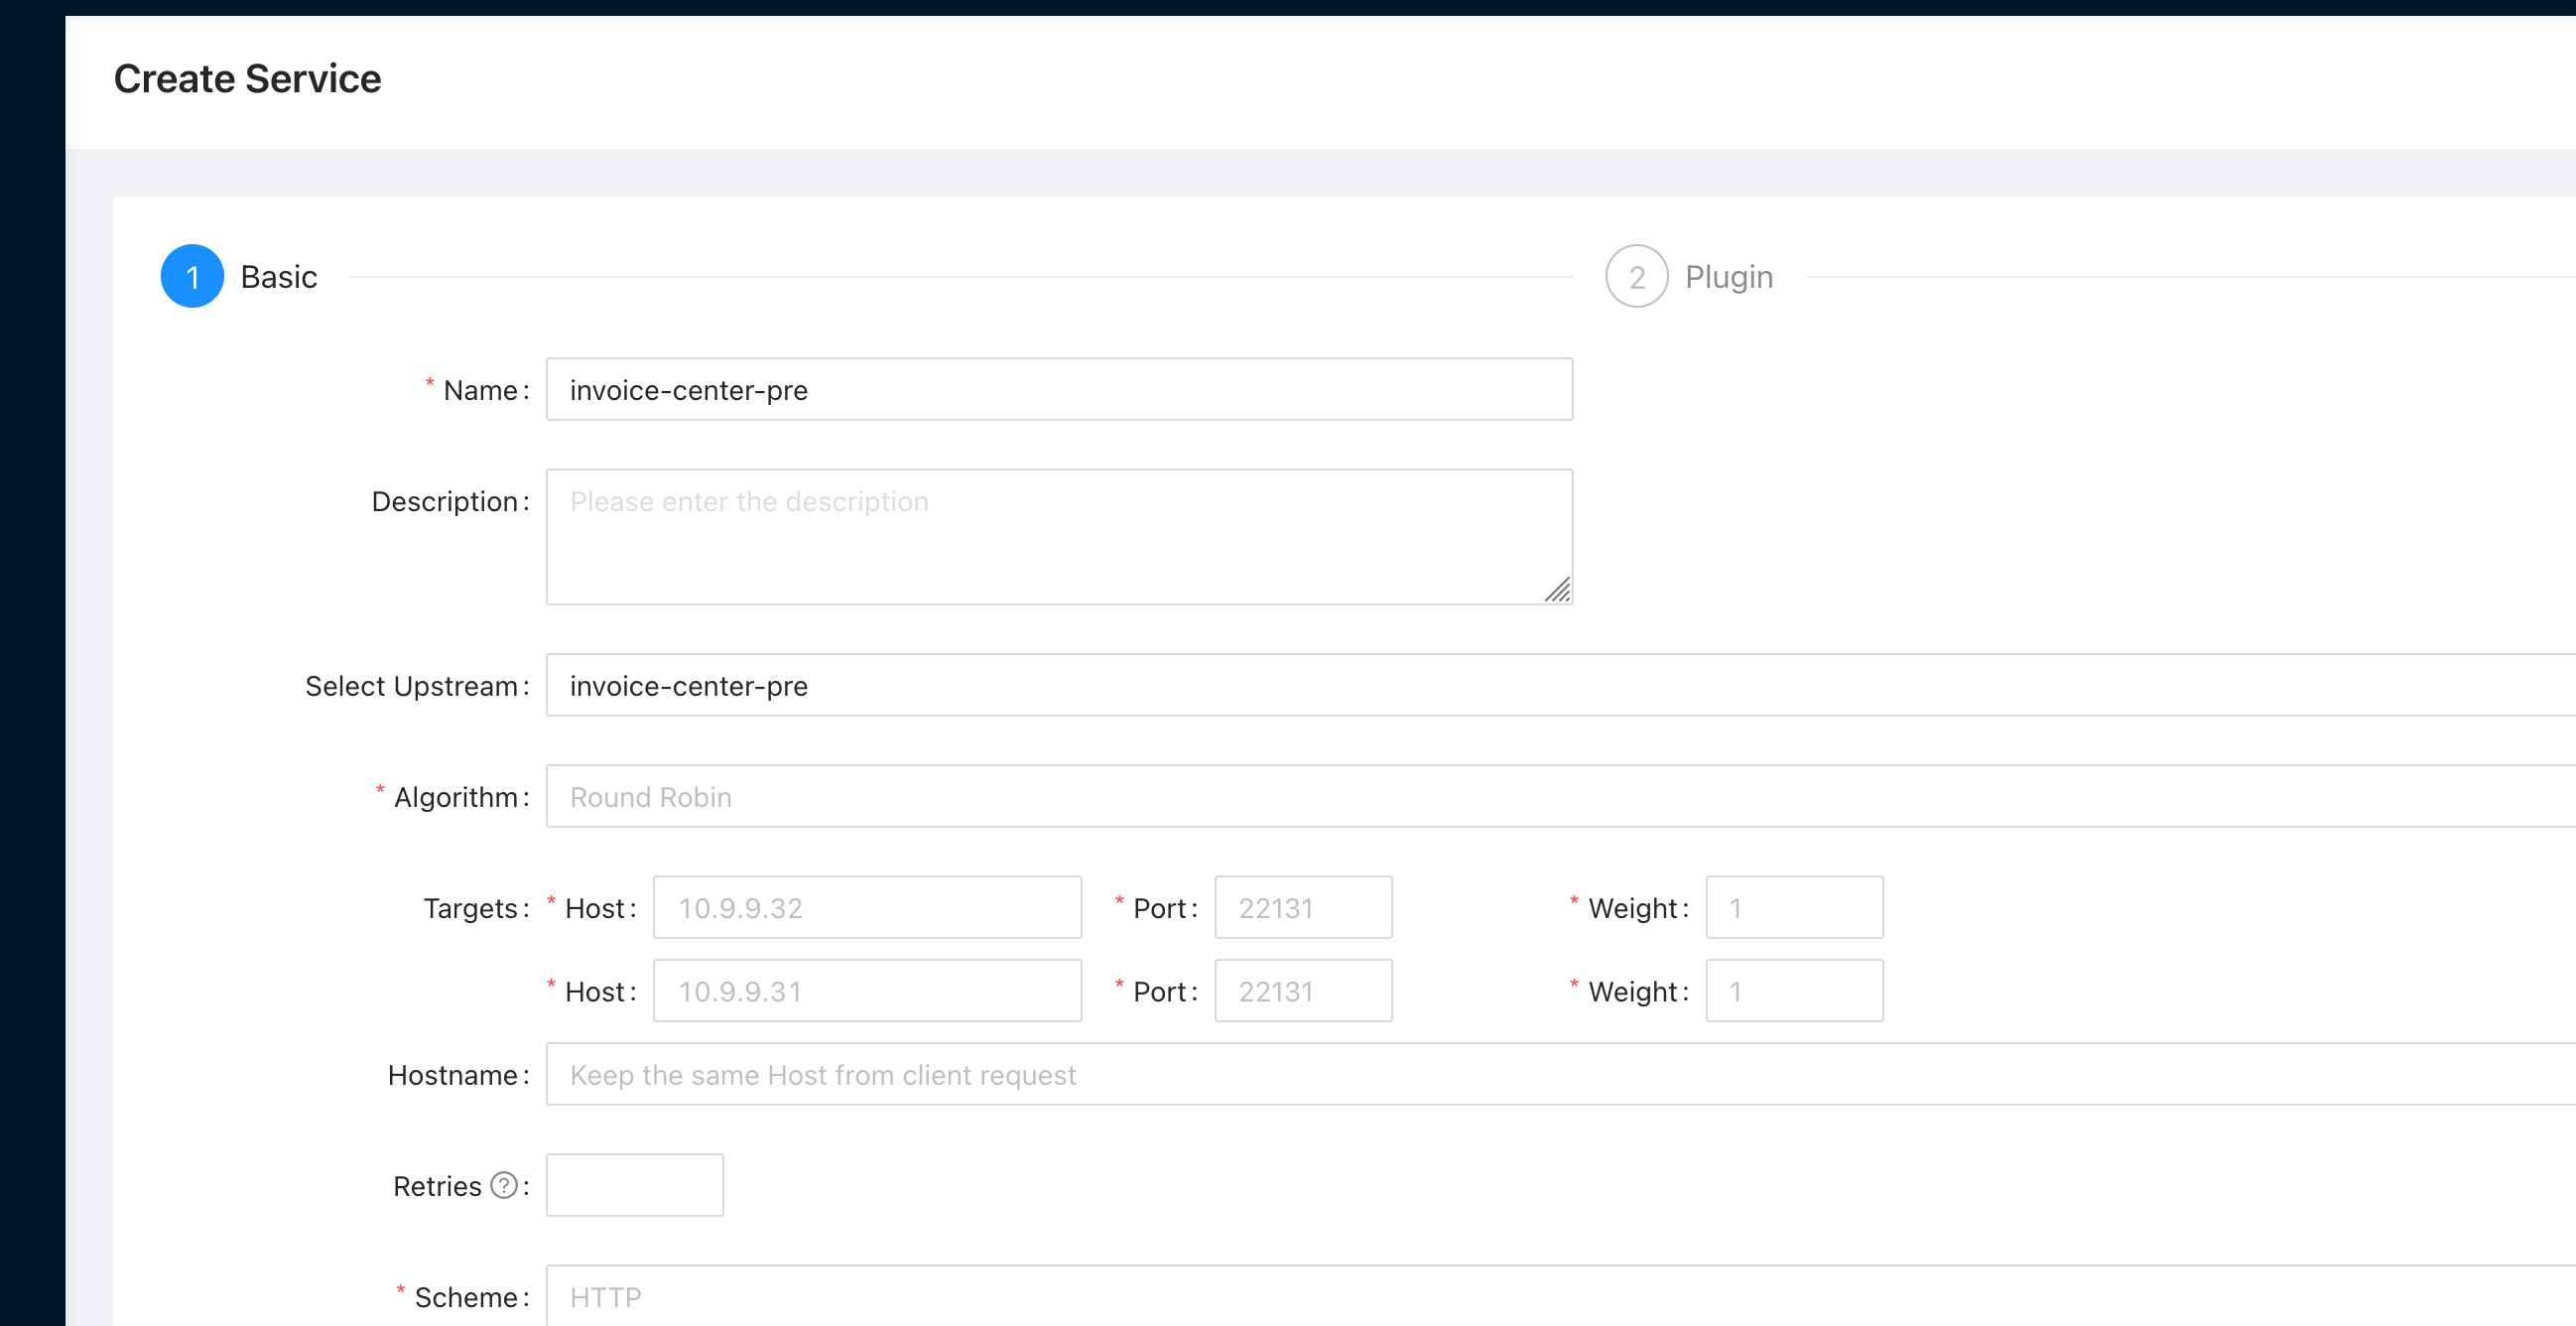 Create Service
1 Basic 2 Plugin
* Name: invoice-center-pre
Description: Please enter the description
Select Upstream: invoice-center-pre
* Algorithm: Round Robin
Targets: * Host: 10.9.9.32 * Port: 22131 * Weight: 1
* Host: 10.9.9.31 * Port: 22131 * Weight: 1
Hostname: Keep the same Host from client request
Retries ? :
* Scheme: HTTP